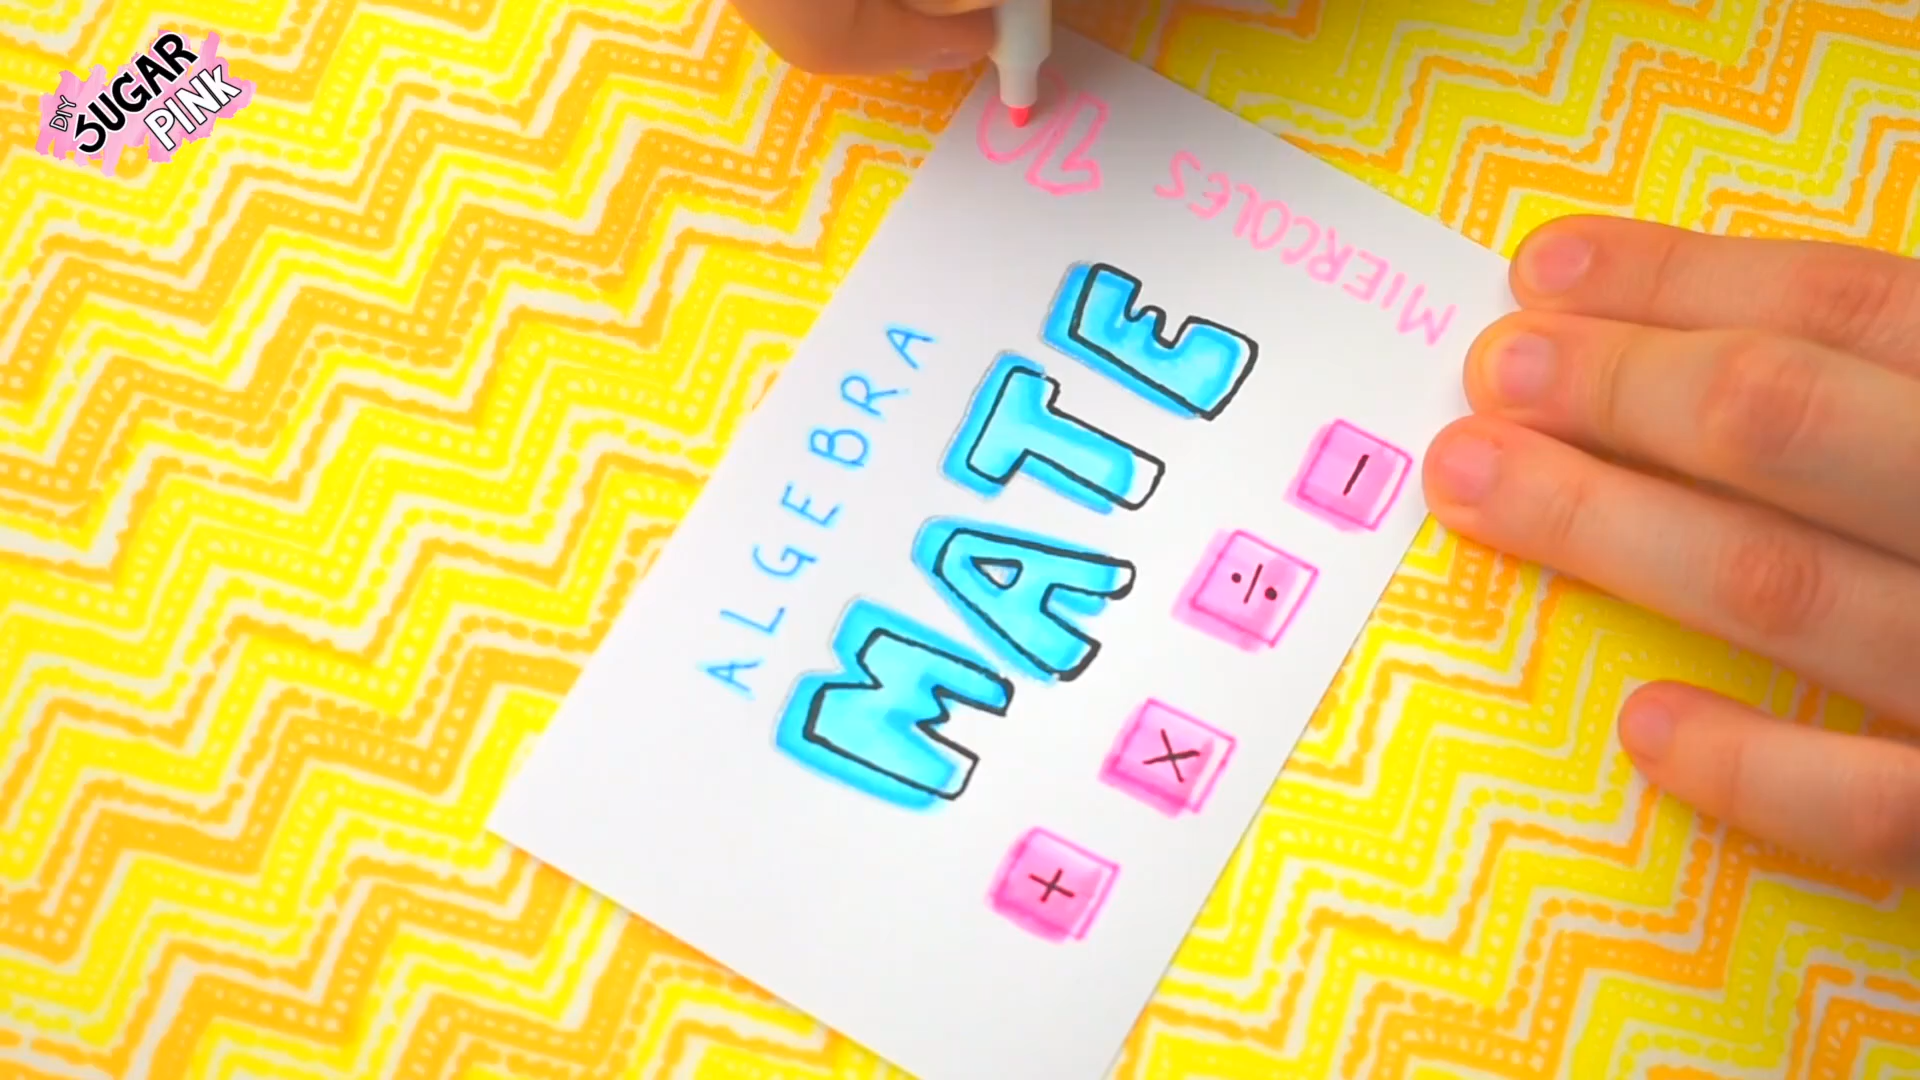 DIY
SUGAR
PINK
ALGEBRA
MATE
+ × ÷ -
MIERCOLES 10